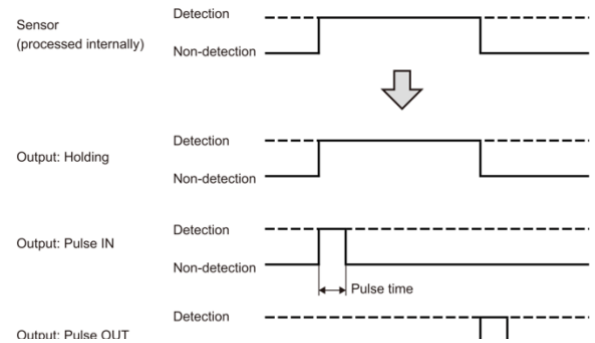 Sensor
(processed internally)
Detection
Non-detection
Output: Holding
Detection
Non-detection
Output: Pulse IN
Detection
Non-detection
Pulse time
Output: Pulse OUT
Detection